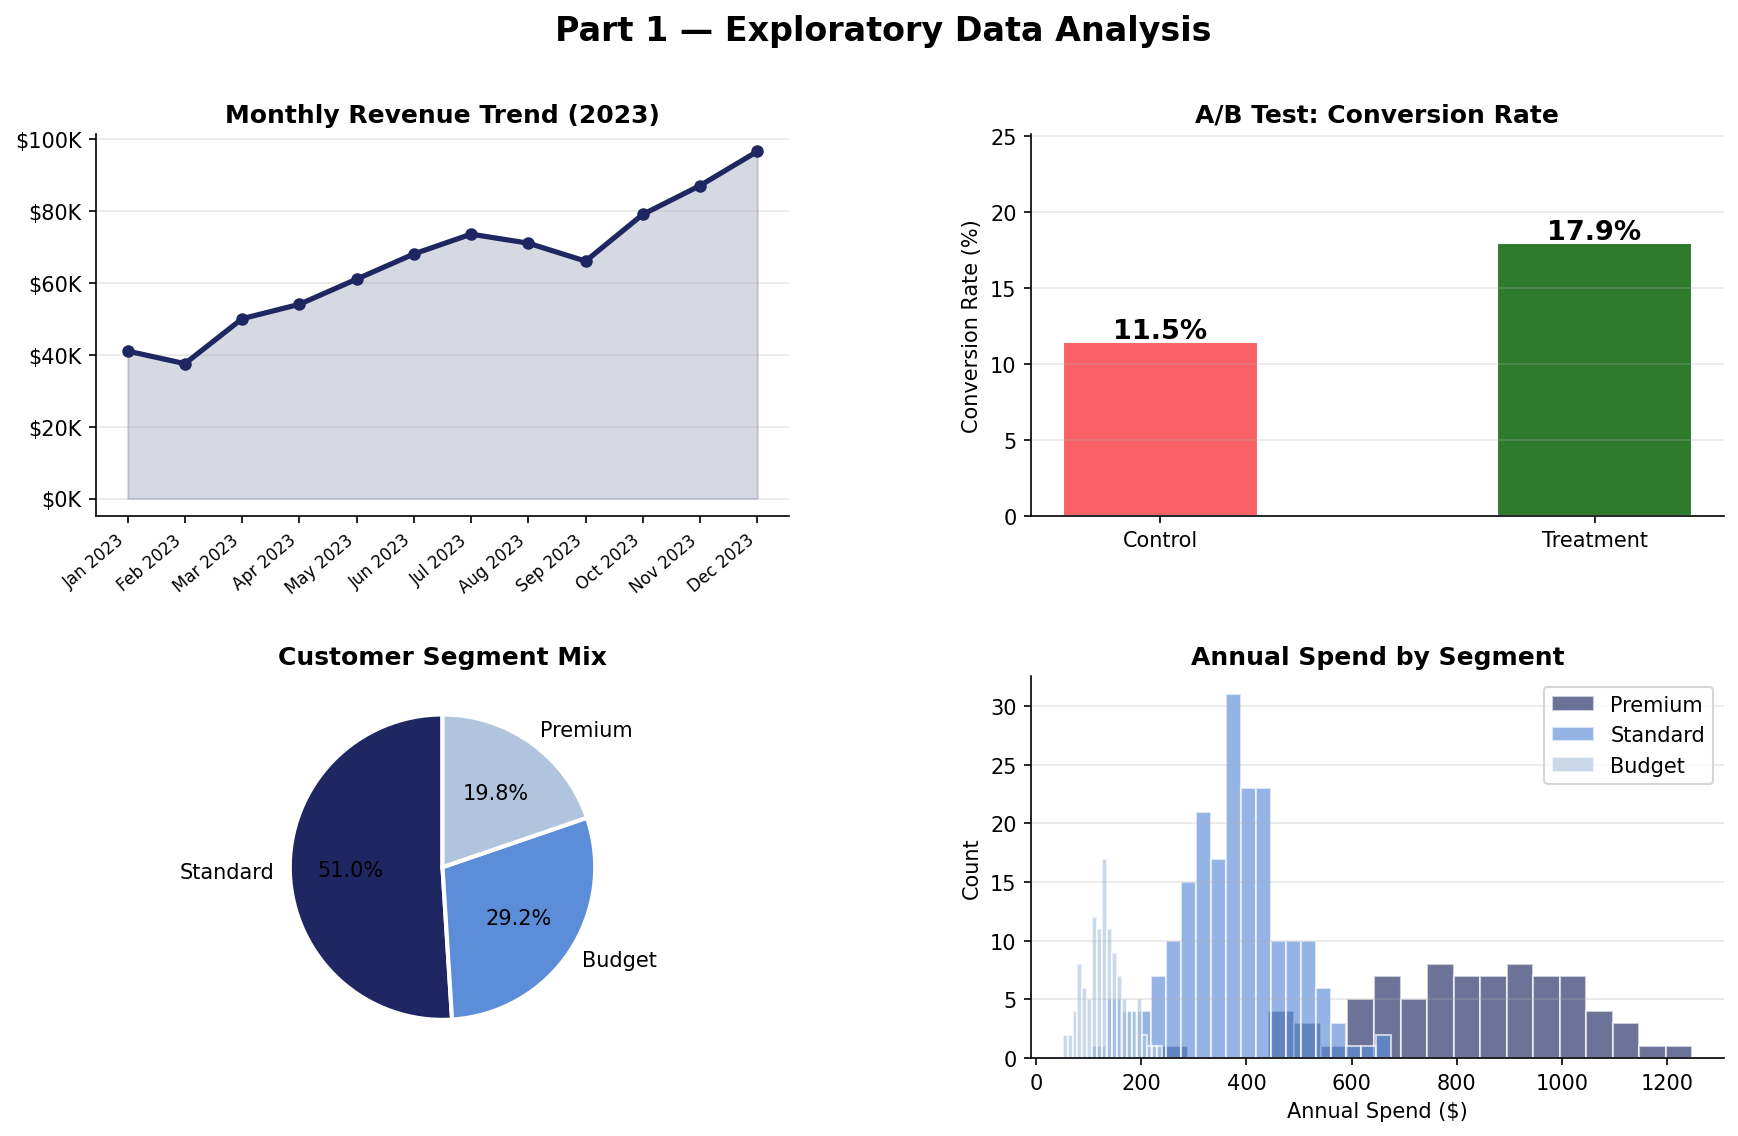 Part 1 — Exploratory Data Analysis
Monthly Revenue Trend (2023)
$100K
$80K
$60K
$40K
$20K
$0K
Jan 2023
Feb 2023
Mar 2023
Apr 2023
May 2023
Jun 2023
Jul 2023
Aug 2023
Sep 2023
Oct 2023
Nov 2023
Dec 2023
A/B Test: Conversion Rate
Conversion Rate (%)
25
20
15
10
5
0
11.5%
17.9%
Control
Treatment
Customer Segment Mix
Premium
19.8%
Standard
51.0%
29.2%
Budget
Annual Spend by Segment
Premium
Standard
Budget
Count
30
25
20
15
10
5
0
0
200
400
600
800
1000
1200
Annual Spend ($)